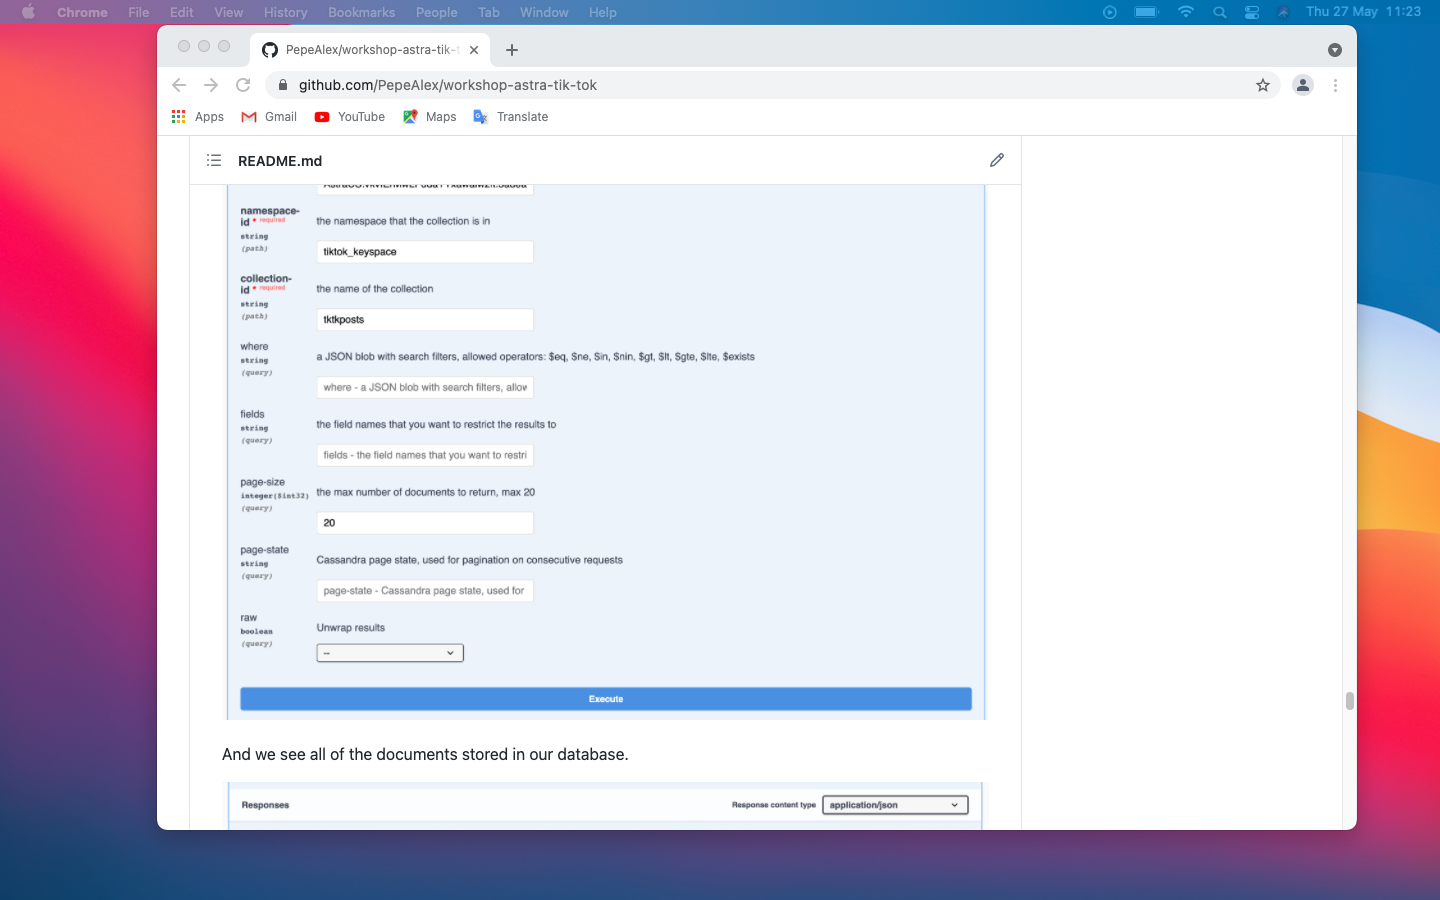 Chrome File Edit View History Bookmarks People Tab Window Help Thu 27 May 11:23
PepeAlex/workshop-astra-tik-t
github.com/PepeAlex/workshop-astra-tik-tok
Apps Gmail YouTube Maps Translate
README.md
namespace-id * required
string
(path)
the namespace that the collection is in
tiktok_keyspace
collection-id * required
string
(path)
the name of the collection
tktkposts
where
string
(query)
a JSON blob with search filters, allowed operators: $eq, $ne, $in, $nin, $gt, $lt, $gte, $lte, $exists
where - a JSON blob with search filters, allow
fields
string
(query)
the field names that you want to restrict the results to
fields - the field names that you want to restri
page-size
integer($int32)
(query)
the max number of documents to return, max 20
20
page-state
string
(query)
Cassandra page state, used for pagination on consecutive requests
page-state - Cassandra page state, used for
raw
boolean
(query)
Unwrap results
--
Execute
And we see all of the documents stored in our database.
Responses Response content type application/json